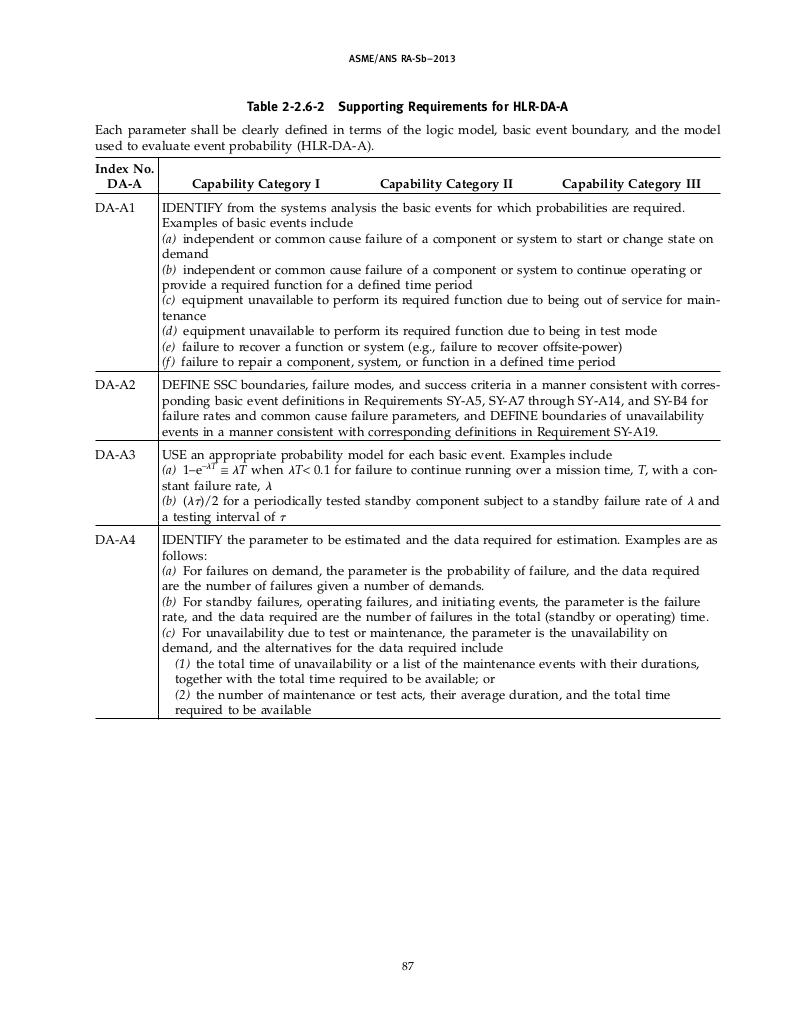 ASME/ANS RA-Sb–2013
Table 2-2.6-2 Supporting Requirements for HLR-DA-A
Each parameter shall be clearly defined in terms of the logic model, basic event boundary, and the model
used to evaluate event probability (HLR-DA-A).
Index No.
DA-A Capability Category I Capability Category II Capability Category III
DA-A1 IDENTIFY from the systems analysis the basic events for which probabilities are required.
Examples of basic events include
(a) independent or common cause failure of a component or system to start or change state on
demand
(b) independent or common cause failure of a component or system to continue operating or
provide a required function for a defined time period
(c) equipment unavailable to perform its required function due to being out of service for main-
tenance
(d) equipment unavailable to perform its required function due to being in test mode
(e) failure to recover a function or system (e.g., failure to recover offsite-power)
(f) failure to repair a component, system, or function in a defined time period
DA-A2 DEFINE SSC boundaries, failure modes, and success criteria in a manner consistent with corres-
ponding basic event definitions in Requirements SY-A5, SY-A7 through SY-A14, and SY-B4 for
failure rates and common cause failure parameters, and DEFINE boundaries of unavailability
events in a manner consistent with corresponding definitions in Requirement SY-A19.
DA-A3 USE an appropriate probability model for each basic event. Examples include
(a) 1–e^–λT ≡ λT when λT< 0.1 for failure to continue running over a mission time, T, with a con-
stant failure rate, λ
(b) (λτ)/2 for a periodically tested standby component subject to a standby failure rate of λ and
a testing interval of τ
DA-A4 IDENTIFY the parameter to be estimated and the data required for estimation. Examples are as
follows:
(a) For failures on demand, the parameter is the probability of failure, and the data required
are the number of failures given a number of demands.
(b) For standby failures, operating failures, and initiating events, the parameter is the failure
rate, and the data required are the number of failures in the total (standby or operating) time.
(c) For unavailability due to test or maintenance, the parameter is the unavailability on
demand, and the alternatives for the data required include
(1) the total time of unavailability or a list of the maintenance events with their durations,
together with the total time required to be available; or
(2) the number of maintenance or test acts, their average duration, and the total time
required to be available
87